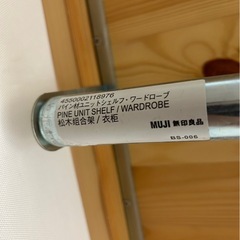 4550002118976
パイン材ユニットシェルフ・ワードローブ
PINE UNIT SHELF / WARDROBE
松木组合架 / 衣柜
MUJI 無印良品
BS-005